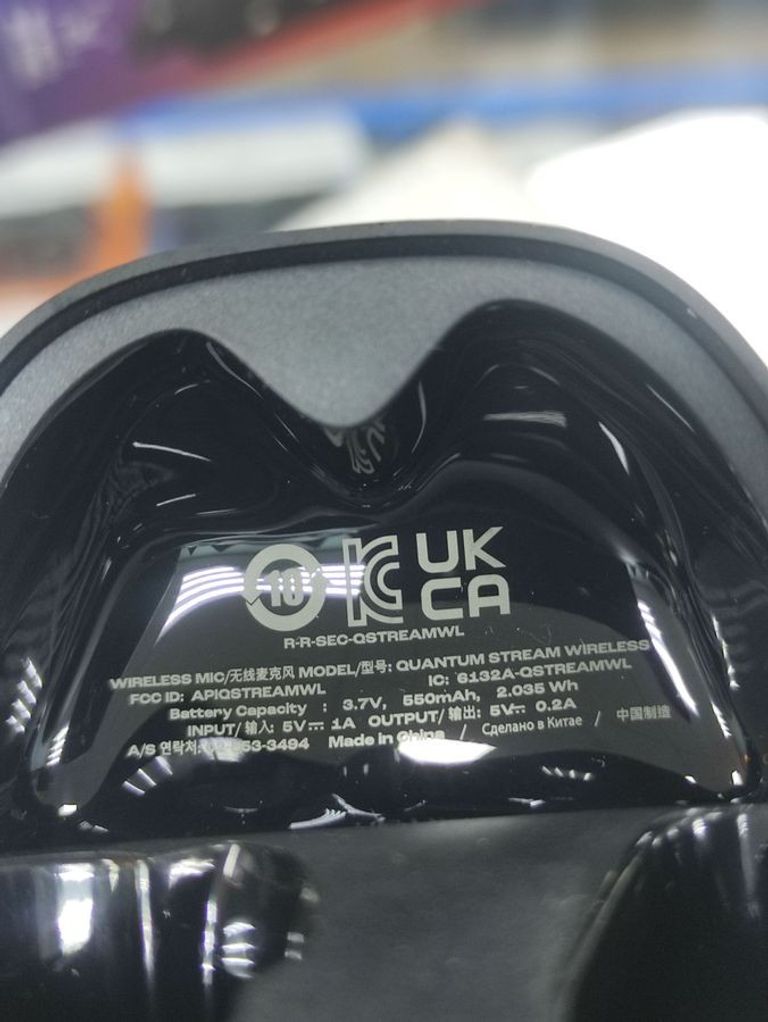 10 KC UK
CA
R-R-SEC-QSTREAMWL
WIRELESS MIC/无线麦克风 MODEL/型号: QUANTUM STREAM WIRELESS
FCC ID: APIQSTREAMWL IC: 6132A-QSTREAMWL
Battery Capacity : 3.7V, 550mAh, 2.035 Wh
INPUT/ 输入: 5V⎓ 1A OUTPUT/ 输出: 5V⎓ 0.2A
A/S 연락처: Made in China / Сделано в Китае / 中国制造